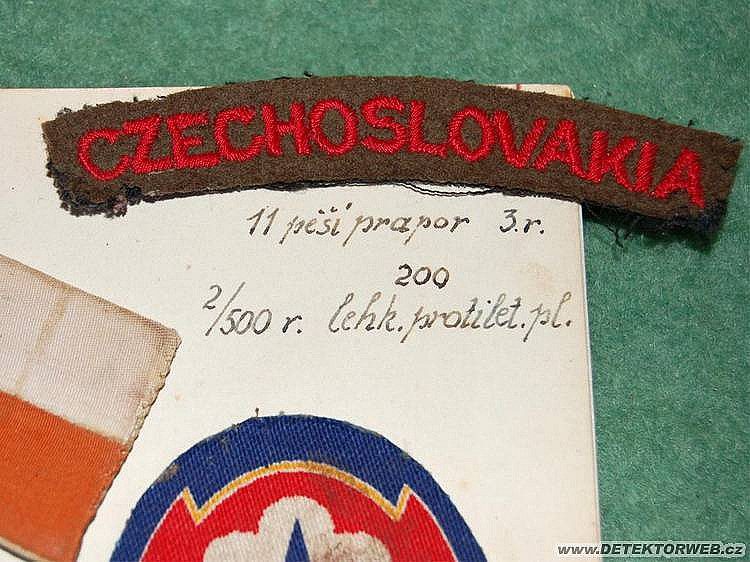 CZECHOSLOVAKIA
11 pěší prapor 3.r.
200
2/500 r. lehk. protilet. pl.
www.DETEKTORWEB.cz